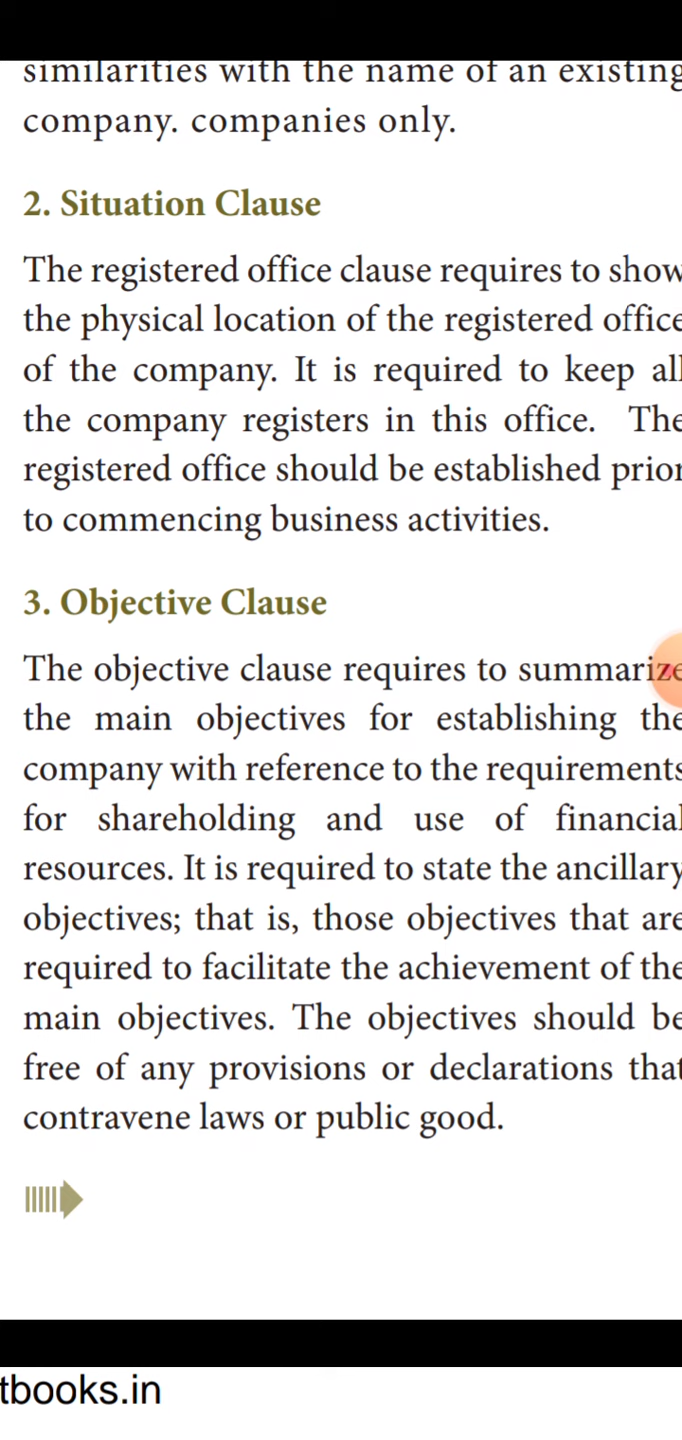 similarities with the name of an existing
company. companies only.
2. Situation Clause
The registered office clause requires to show
the physical location of the registered office
of the company. It is required to keep all
the company registers in this office. The
registered office should be established prior
to commencing business activities.
3. Objective Clause
The objective clause requires to summarize
the main objectives for establishing the
company with reference to the requirements
for shareholding and use of financial
resources. It is required to state the ancillary
objectives; that is, those objectives that are
required to facilitate the achievement of the
main objectives. The objectives should be
free of any provisions or declarations that
contravene laws or public good.
tbooks.in